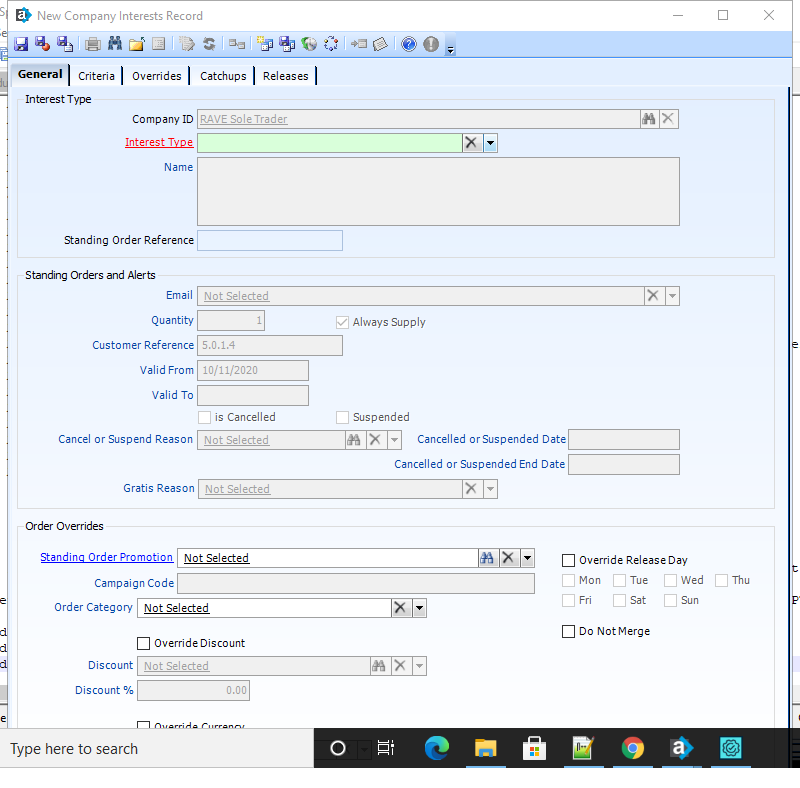 New Company Interests Record
General Criteria Overrides Catchups Releases
Interest Type
Company ID RAVE Sole Trader
Interest Type
Name
Standing Order Reference
Standing Orders and Alerts
Email Not Selected
Quantity 1 Always Supply
Customer Reference 5.0.1.4
Valid From 10/11/2020
Valid To
is Cancelled Suspended
Cancel or Suspend Reason Not Selected Cancelled or Suspended Date
Cancelled or Suspended End Date
Gratis Reason Not Selected
Order Overrides
Standing Order Promotion Not Selected Override Release Day
Campaign Code Mon Tue Wed Thu
Order Category Not Selected Fri Sat Sun
Do Not Merge
Override Discount
Discount Not Selected
Discount % 0.00
Override Currency
Type here to search